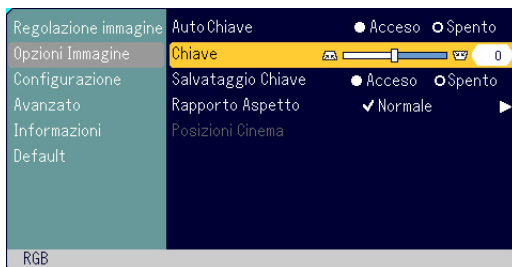 Regolazione immagine
Opzioni Immagine
Configurazione
Avanzato
Informazioni
Default
Auto Chiave Acceso Spento
Chiave 0
Salvataggio Chiave Acceso Spento
Rapporto Aspetto Normale
Posizioni Cinema
RGB